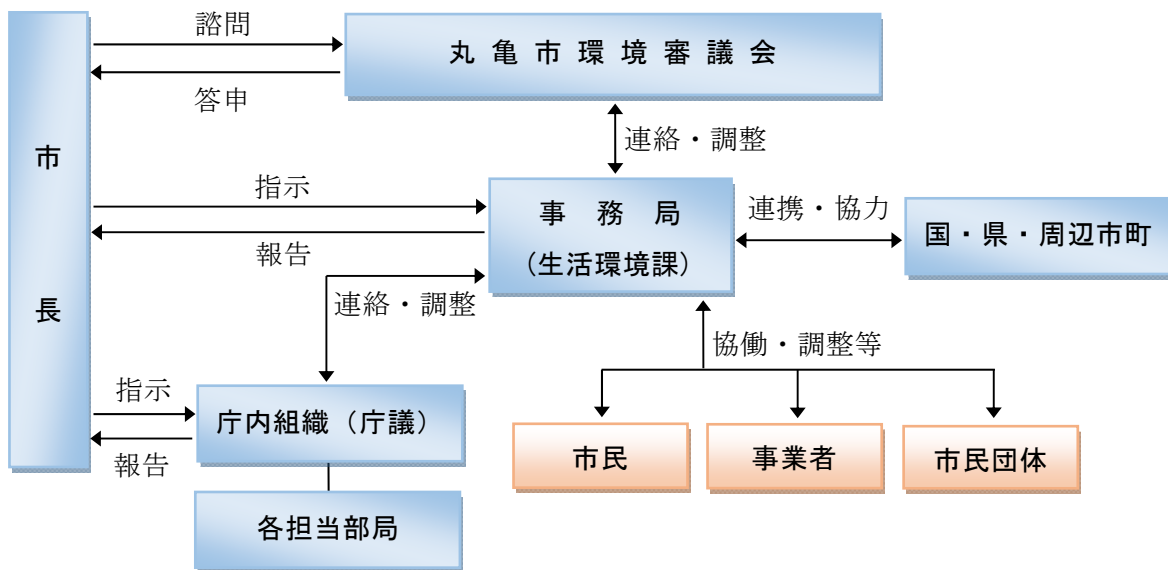 諮問
丸亀市環境審議会
答申
連絡・調整
市長
指示
事務局
(生活環境課)
連携・協力
国・県・周辺市町
報告
連絡・調整
協働・調整等
指示
庁内組織（庁議）
報告
市民
事業者
市民団体
各担当部局